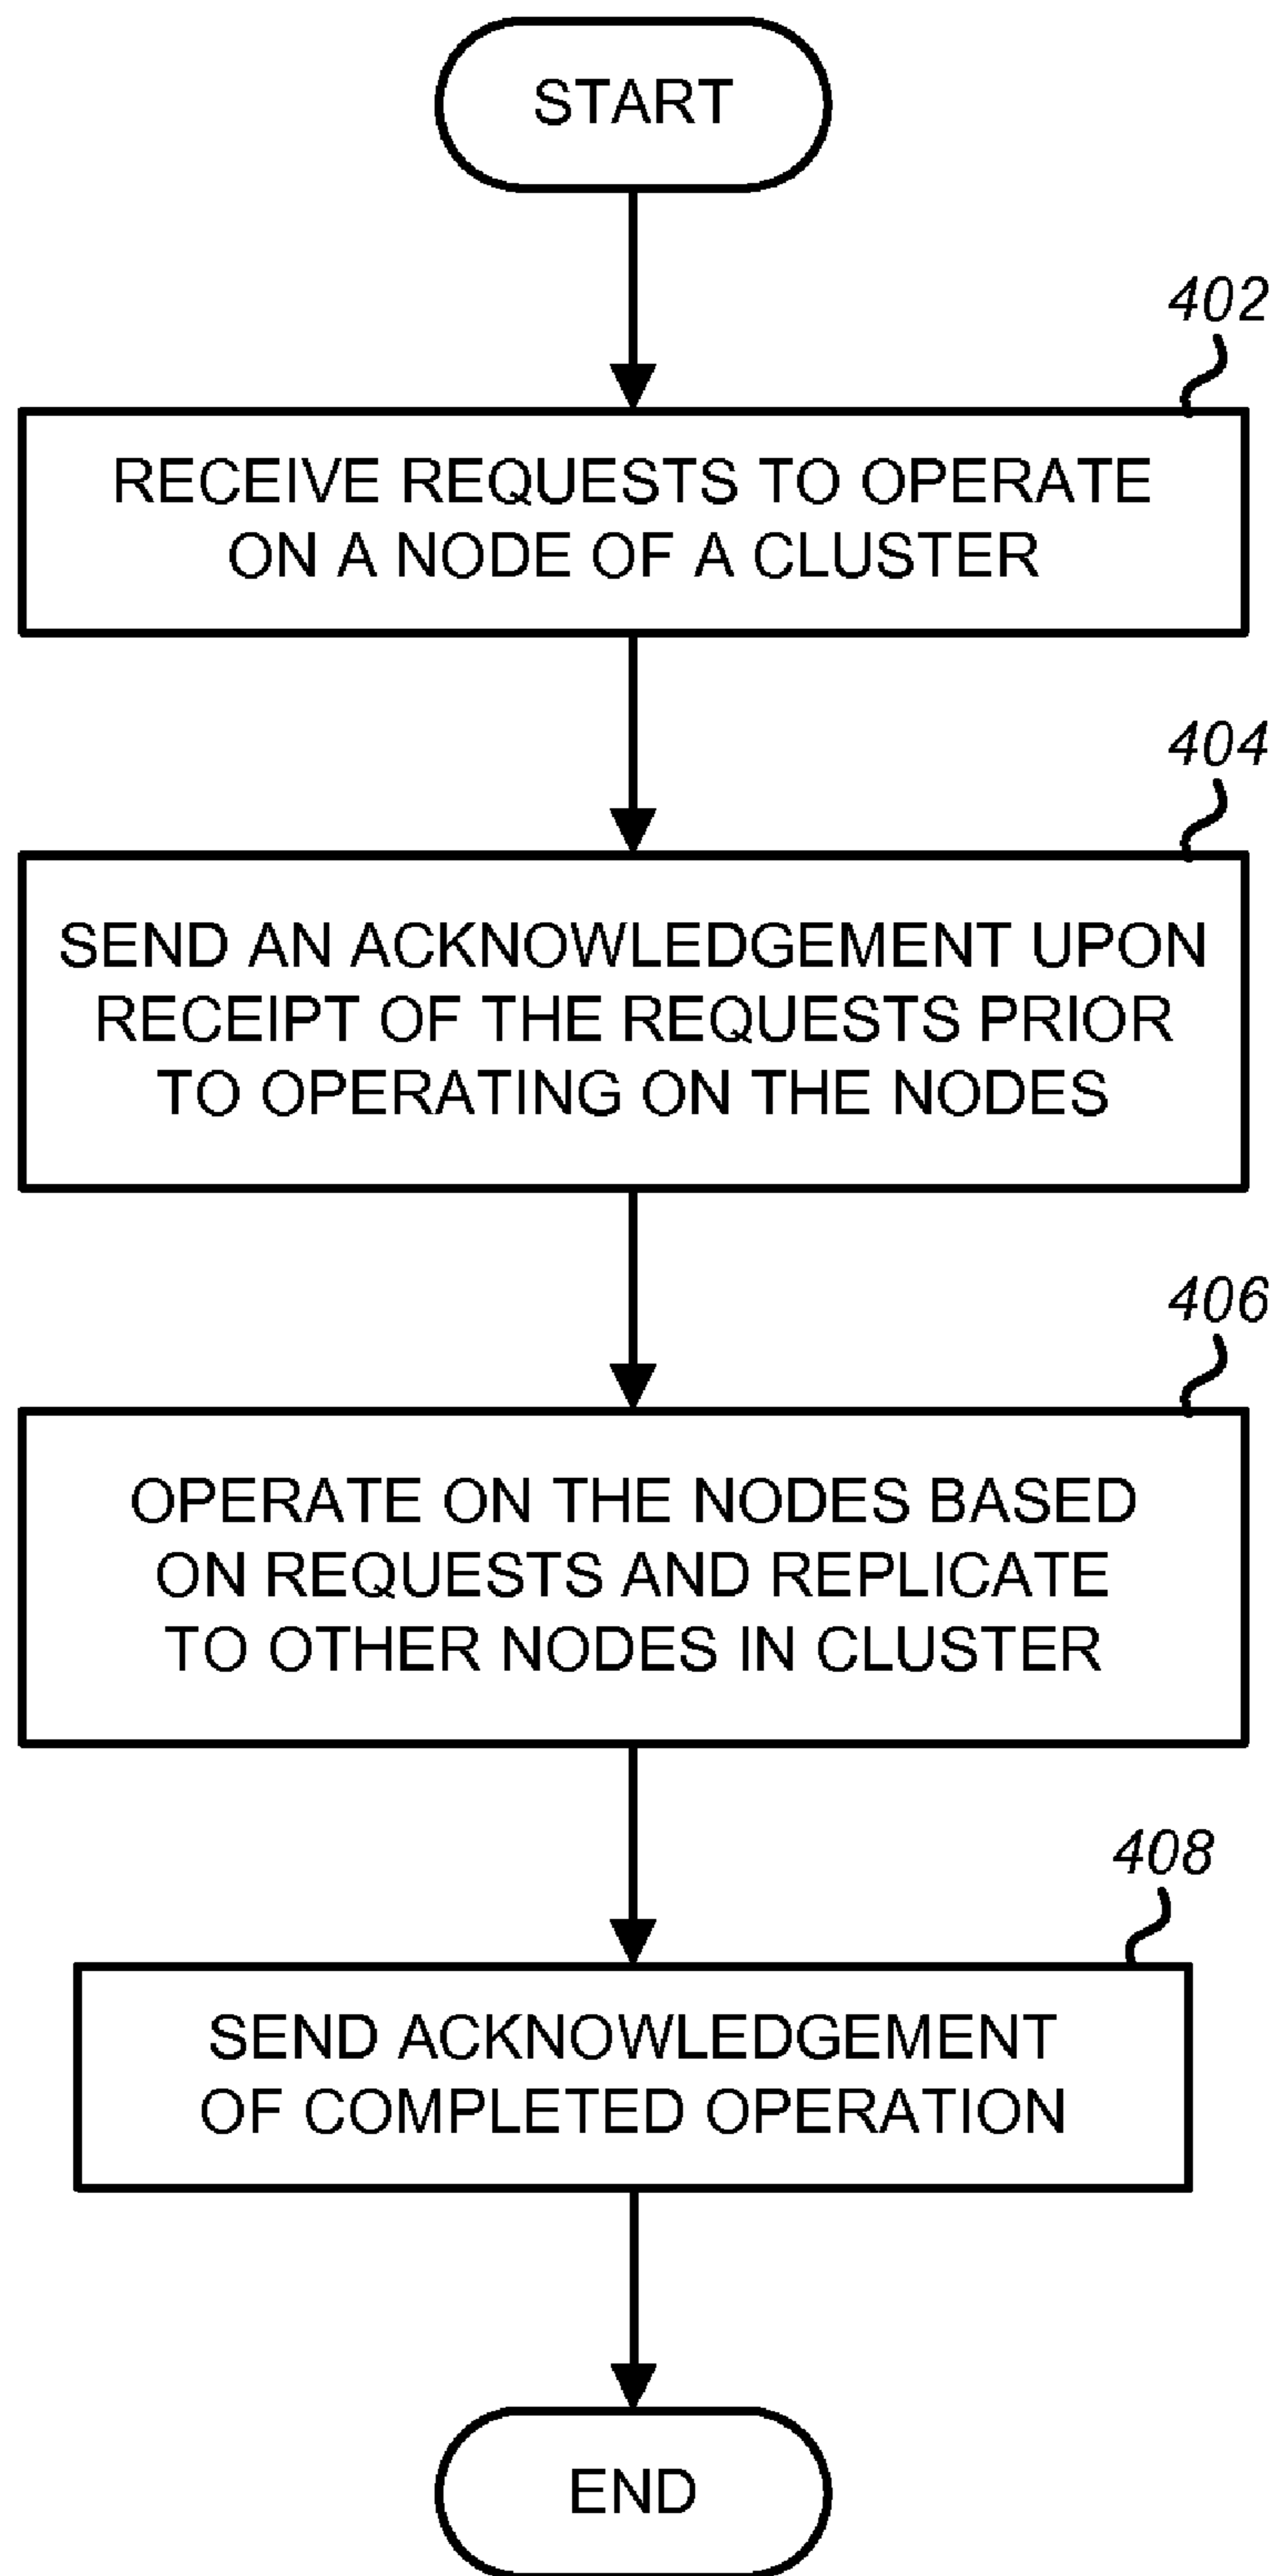 START
402
RECEIVE REQUESTS TO OPERATE
ON A NODE OF A CLUSTER
404
SEND AN ACKNOWLEDGEMENT UPON
RECEIPT OF THE REQUESTS PRIOR
TO OPERATING ON THE NODES
406
OPERATE ON THE NODES BASED
ON REQUESTS AND REPLICATE
TO OTHER NODES IN CLUSTER
408
SEND ACKNOWLEDGEMENT
OF COMPLETED OPERATION
END